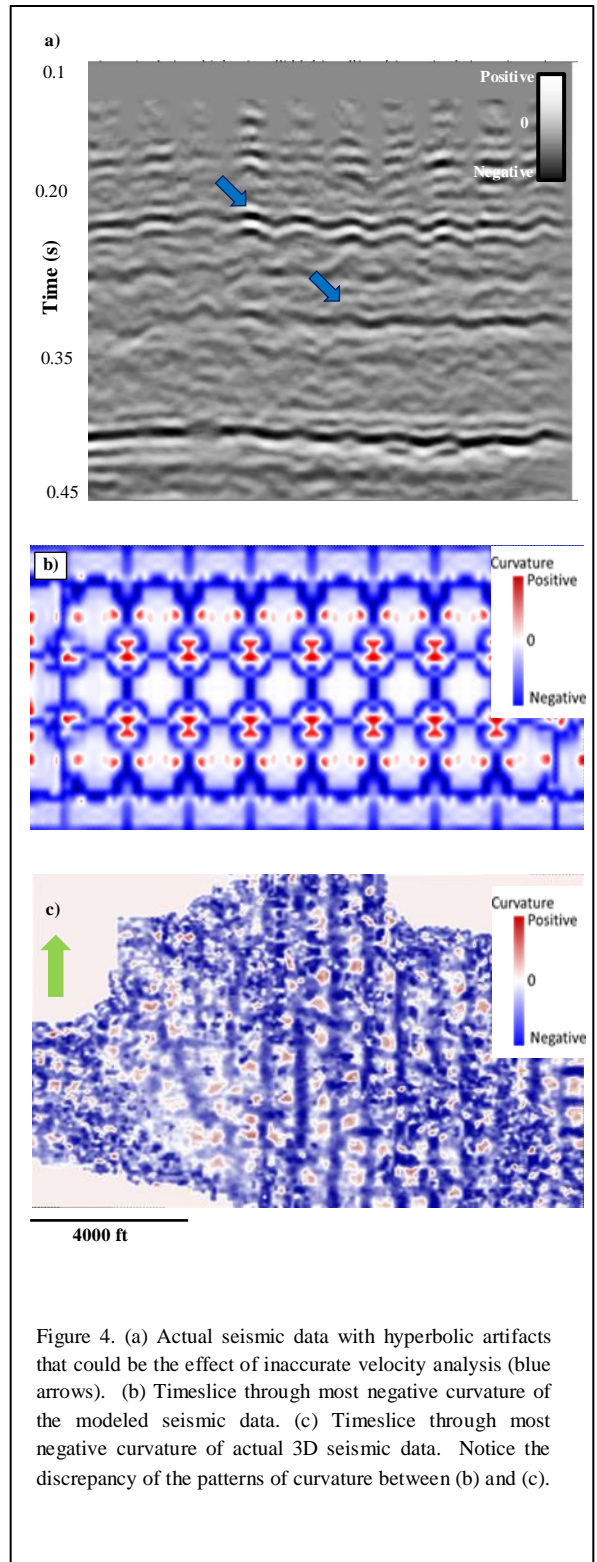 a)
0.1
Positive
0
Negative
0.20
Time (s)
0.35
0.45
b)
Curvature
Positive
0
Negative
c)
Curvature
Positive
0
Negative
4000 ft
Figure 4. (a) Actual seismic data with hyperbolic artifacts
that could be the effect of inaccurate velocity analysis (blue
arrows). (b) Timeslice through most negative curvature of
the modeled seismic data. (c) Timeslice through most
negative curvature of actual 3D seismic data. Notice the
discrepancy of the patterns of curvature between (b) and (c).